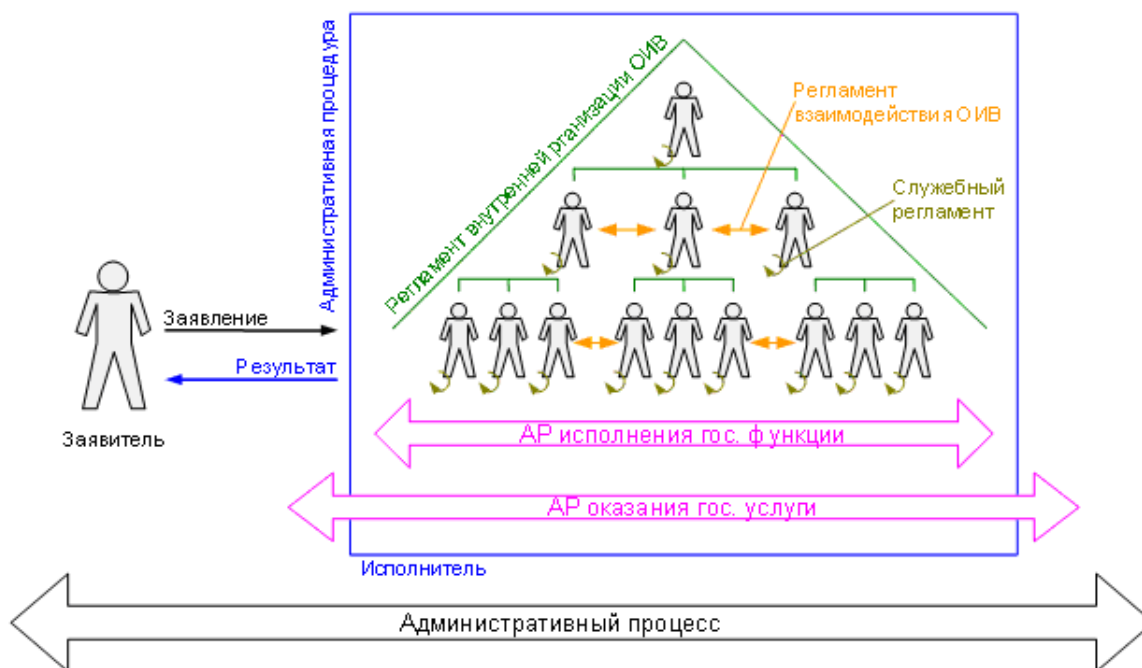 Административная процедура
Регламент внутренней рганизации ОИВ
Регламент
взаимодействия ОИВ
Служебный
регламент
Заявление
Результат
Заявитель
АР исполнения гос. функции
АР оказания гос. услуги
Исполнитель
Административный процесс